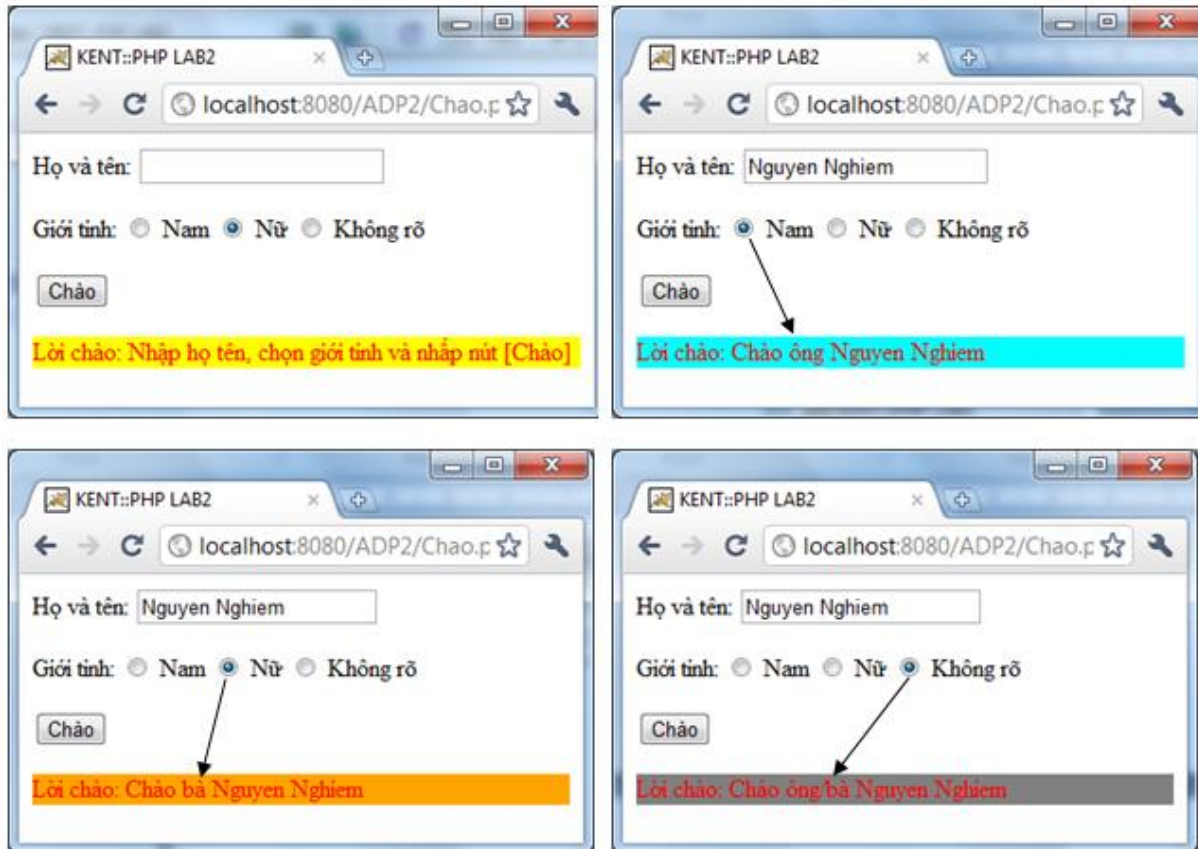 KENT::PHP LAB2
localhost:8080/ADP2/Chao.p
Họ và tên:
Giới tính: Nam Nữ Không rõ
Chào
Lời chào: Nhập họ tên, chọn giới tính và nhấp nút [Chào]
KENT::PHP LAB2
localhost:8080/ADP2/Chao.p
Họ và tên: Nguyen Nghiem
Giới tính: Nam Nữ Không rõ
Chào
Lời chào: Chào ông Nguyen Nghiem
KENT::PHP LAB2
localhost:8080/ADP2/Chao.p
Họ và tên: Nguyen Nghiem
Giới tính: Nam Nữ Không rõ
Chào
Lời chào: Chào bà Nguyen Nghiem
KENT::PHP LAB2
localhost:8080/ADP2/Chao.p
Họ và tên: Nguyen Nghiem
Giới tính: Nam Nữ Không rõ
Chào
Lời chào: Chào ông/bà Nguyen Nghiem